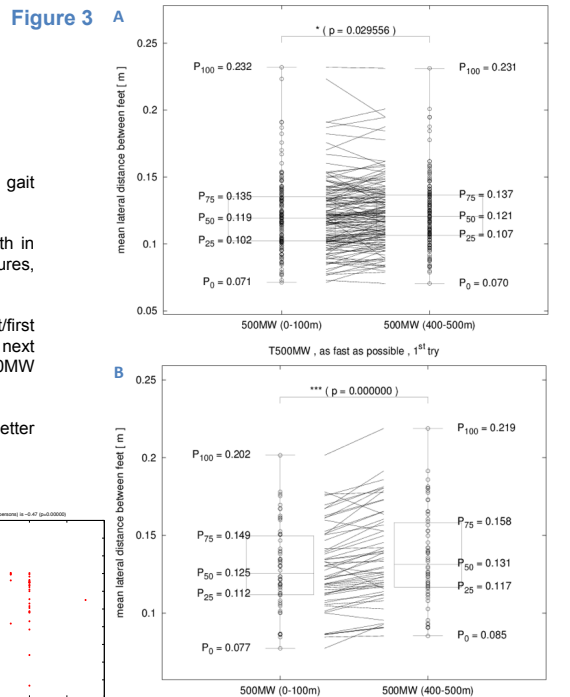 Figure 3
gait
th in
ures,
t/first
next
0MW
etter
ersons) is −0.47 (p=0.00000)
A
mean lateral distance between feet [ m ]
0.25
0.2
0.15
0.1
0.05
* ( p = 0.029556 )
P100 = 0.232
P75 = 0.135
P50 = 0.119
P25 = 0.102
P0 = 0.071
P100 = 0.231
P75 = 0.137
P50 = 0.121
P25 = 0.107
P0 = 0.070
500MW (0-100m)
500MW (400-500m)
T500MW , as fast as possible , 1st try
B
mean lateral distance between feet [ m ]
0.25
0.2
0.15
0.1
*** ( p = 0.000000 )
P100 = 0.202
P75 = 0.149
P50 = 0.125
P25 = 0.112
P0 = 0.077
P100 = 0.219
P75 = 0.158
P50 = 0.131
P25 = 0.117
P0 = 0.085
500MW (0-100m)
500MW (400-500m)